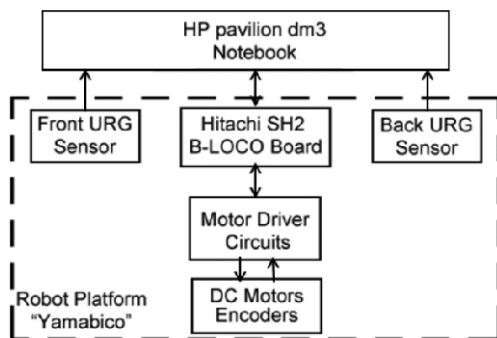 HP pavilion dm3
Notebook
Front URG
Sensor
Hitachi SH2
B-LOCO Board
Back URG
Sensor
Motor Driver
Circuits
DC Motors
Encoders
Robot Platform
“Yamabico”